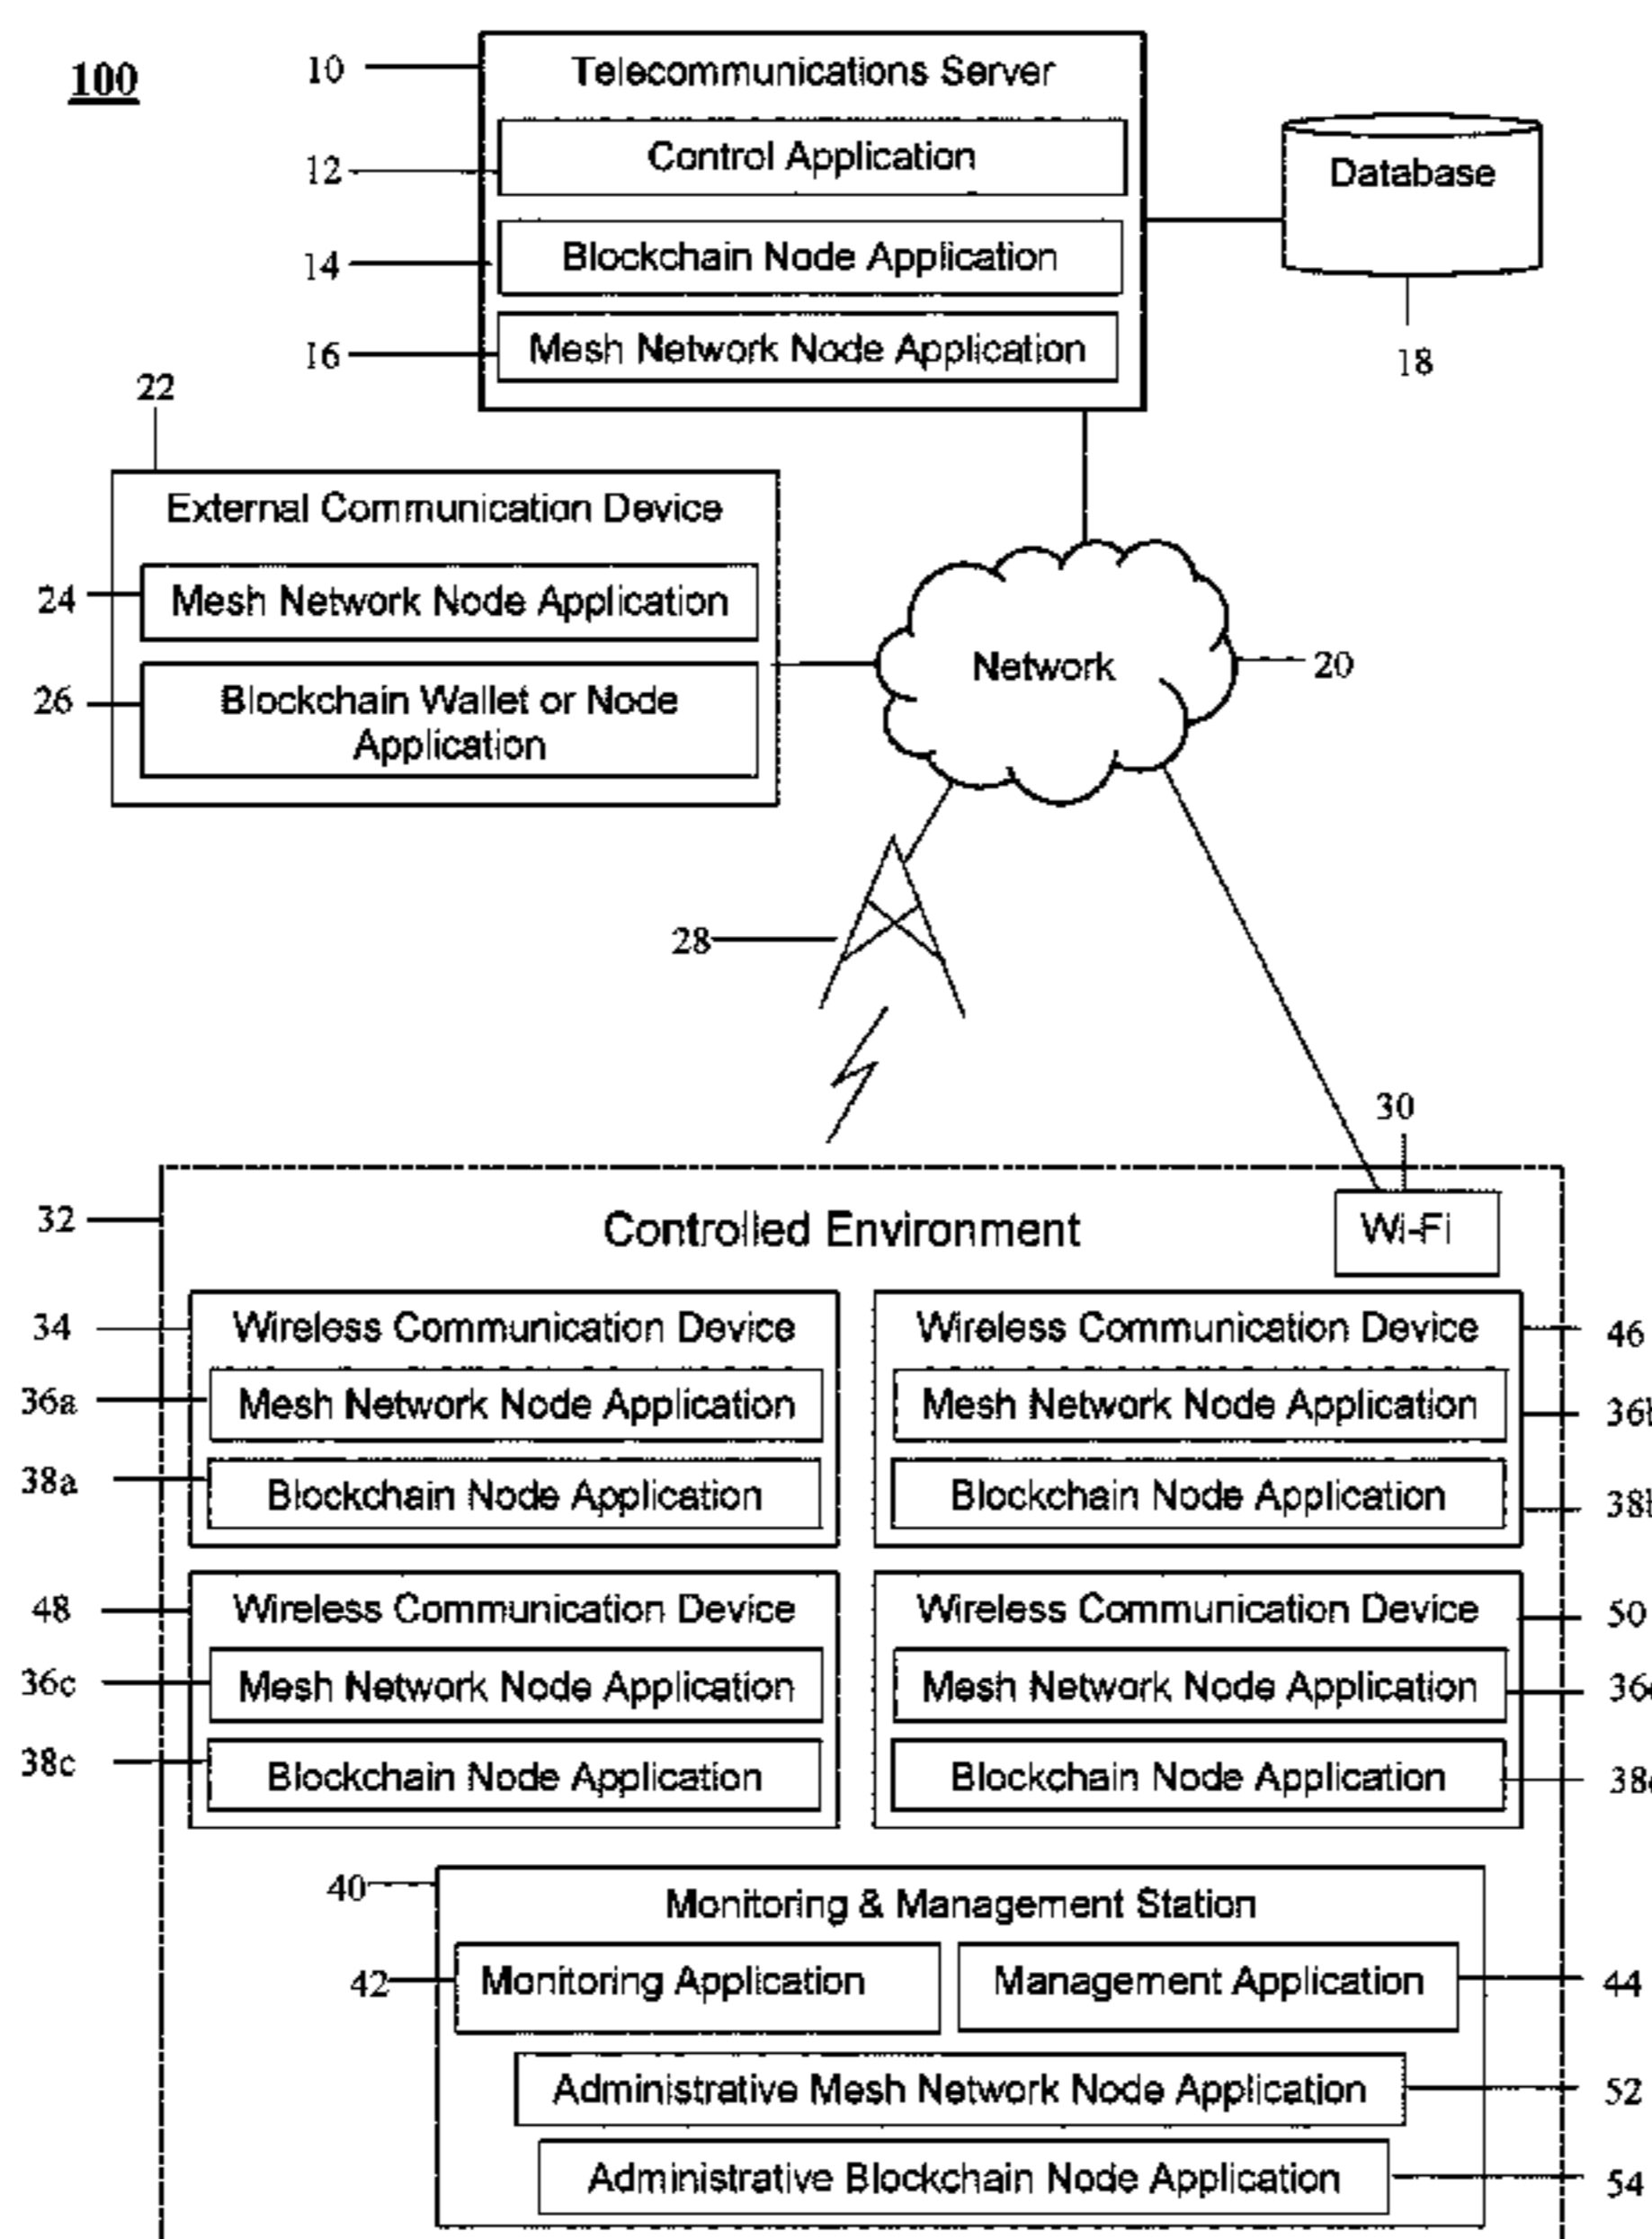 100
10
Telecommunications Server
12
Control Application
Database
14
Blockchain Node Application
16
Mesh Network Node Application
18
22
External Communication Device
24
Mesh Network Node Application
Network
20
26
Blockchain Wallet or Node
Application
28
30
32
Controlled Environment
Wi-Fi
34
Wireless Communication Device
Wireless Communication Device
46
36a
Mesh Network Node Application
Mesh Network Node Application
38a
Blockchain Node Application
Blockchain Node Application
48
Wireless Communication Device
Wireless Communication Device
50
36c
Mesh Network Node Application
Mesh Network Node Application
38c
Blockchain Node Application
Blockchain Node Application
40
Monitoring & Management Station
42
Monitoring Application
Management Application
44
Administrative Mesh Network Node Application
52
Administrative Blockchain Node Application
54